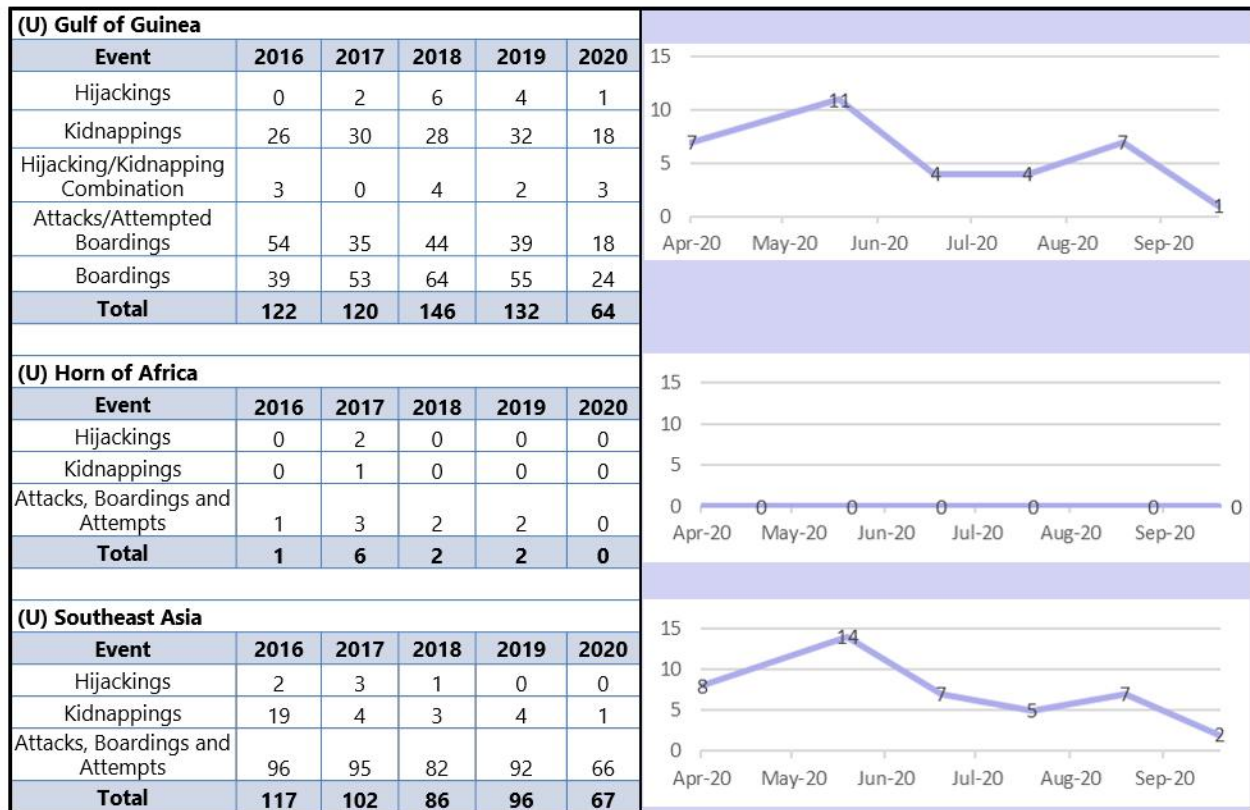 (U) Gulf of Guinea
Event 2016 2017 2018 2019 2020
Hijackings 0 2 6 4 1
Kidnappings 26 30 28 32 18
Hijacking/Kidnapping
Combination 3 0 4 2 3
Attacks/Attempted
Boardings 54 35 44 39 18
Boardings 39 53 64 55 24
Total 122 120 146 132 64
15
10
5
0
7 11 4 4 7 1
Apr-20 May-20 Jun-20 Jul-20 Aug-20 Sep-20
(U) Horn of Africa
Event 2016 2017 2018 2019 2020
Hijackings 0 2 0 0 0
Kidnappings 0 1 0 0 0
Attacks, Boardings and
Attempts 1 3 2 2 0
Total 1 6 2 2 0
15
10
5
0
0 0 0 0 0 0
Apr-20 May-20 Jun-20 Jul-20 Aug-20 Sep-20
(U) Southeast Asia
Event 2016 2017 2018 2019 2020
Hijackings 2 3 1 0 0
Kidnappings 19 4 3 4 1
Attacks, Boardings and
Attempts 96 95 82 92 66
Total 117 102 86 96 67
15
10
5
0
8 14 7 5 7 2
Apr-20 May-20 Jun-20 Jul-20 Aug-20 Sep-20